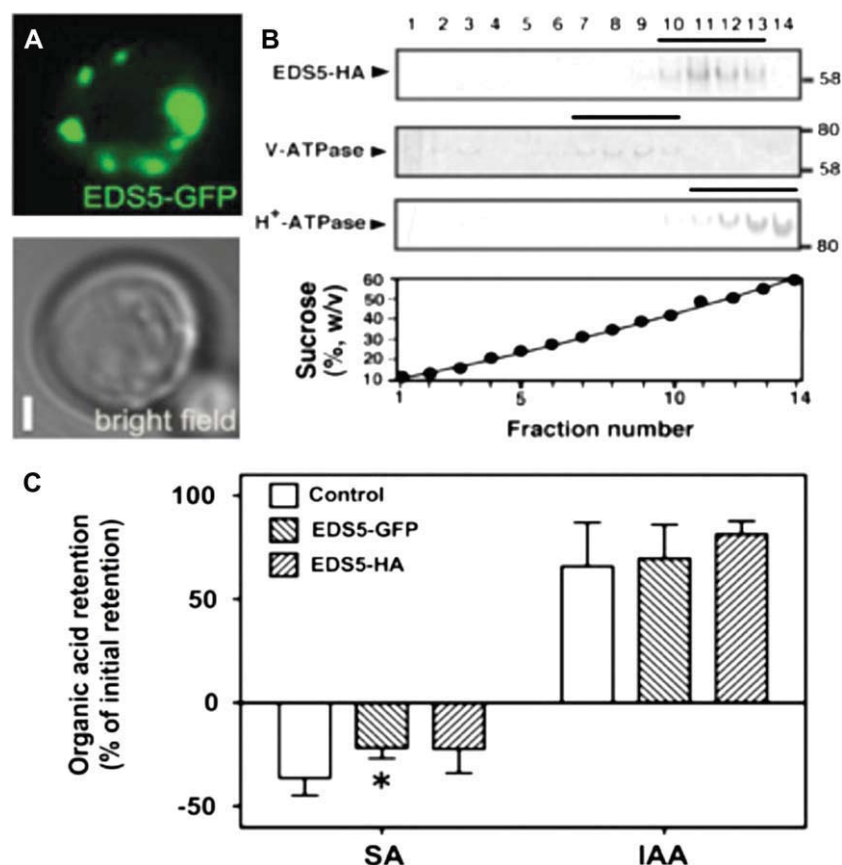 A
EDS5-GFP
bright field
B
1 2 3 4 5 6 7 8 9 10 11 12 13 14
EDS5-HA
58
V-ATPase
80
58
H+-ATPase
80
Sucrose
(%, w/v)
60
50
40
30
20
10
1 5 10 14
Fraction number
C
Organic acid retention
(% of initial retention)
100
50
0
-50
Control
EDS5-GFP
EDS5-HA
*
SA IAA